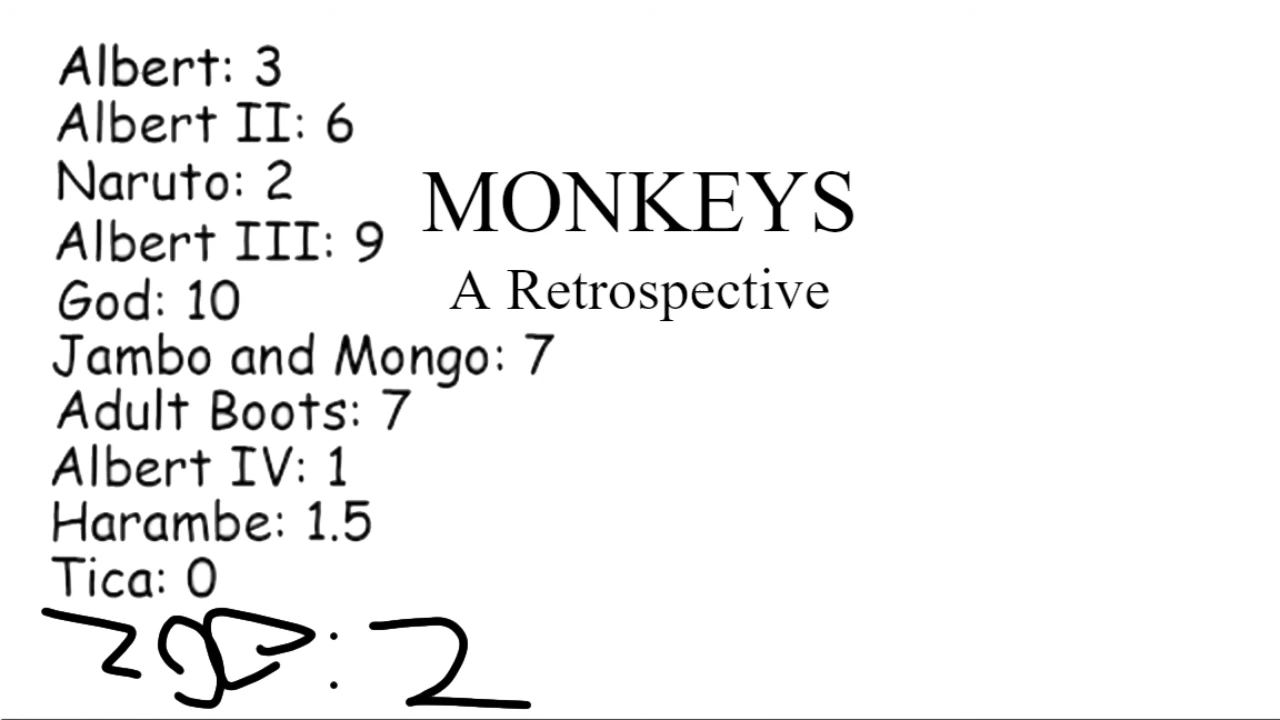 Albert: 3
Albert II: 6
Naruto: 2
Albert III: 9
God: 10
Jambo and Mongo: 7
Adult Boots: 7
Albert IV: 1
Harambe: 1.5
Tica: 0
: 2
MONKEYS
A Retrospective